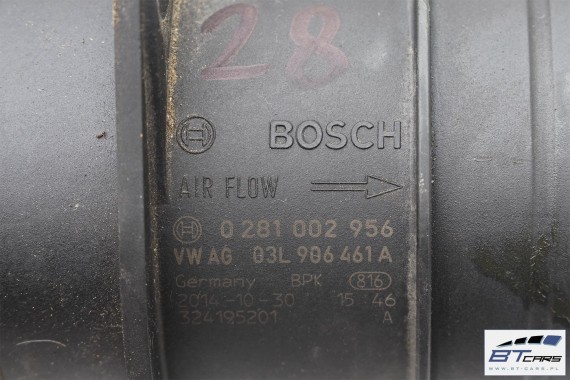 28
BOSCH
AIR FLOW
0 281 002 956
VW AG 03L 906 461 A
Germany BPK 816
2014-10-30 15 46
324195201 A
BTCARS
WWW.BT-CARS.PL